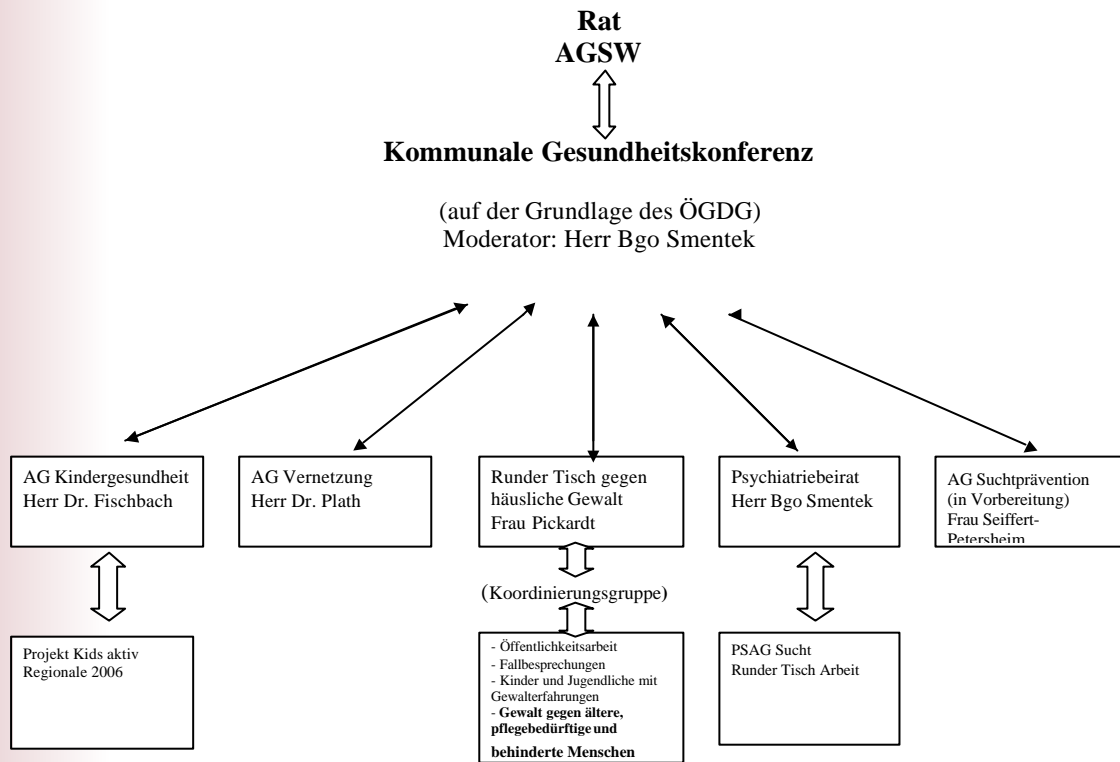 Rat
AGSW
Kommunale Gesundheitskonferenz
(auf der Grundlage des ÖGDG)
Moderator: Herr Bgo Smentek
AG Kindergesundheit
Herr Dr. Fischbach
AG Vernetzung
Herr Dr. Plath
Runder Tisch gegen
häusliche Gewalt
Frau Pickardt
Psychiatriebeirat
Herr Bgo Smentek
AG Suchtprävention
(in Vorbereitung)
Frau Seiffert-
Petersheim
(Koordinierungsgruppe)
Projekt Kids aktiv
Regionale 2006
- Öffentlichkeitsarbeit
- Fallbesprechungen
- Kinder und Jugendliche mit
Gewalterfahrungen
- Gewalt gegen ältere,
pflegebedürftige und
behinderte Menschen
PSAG Sucht
Runder Tisch Arbeit